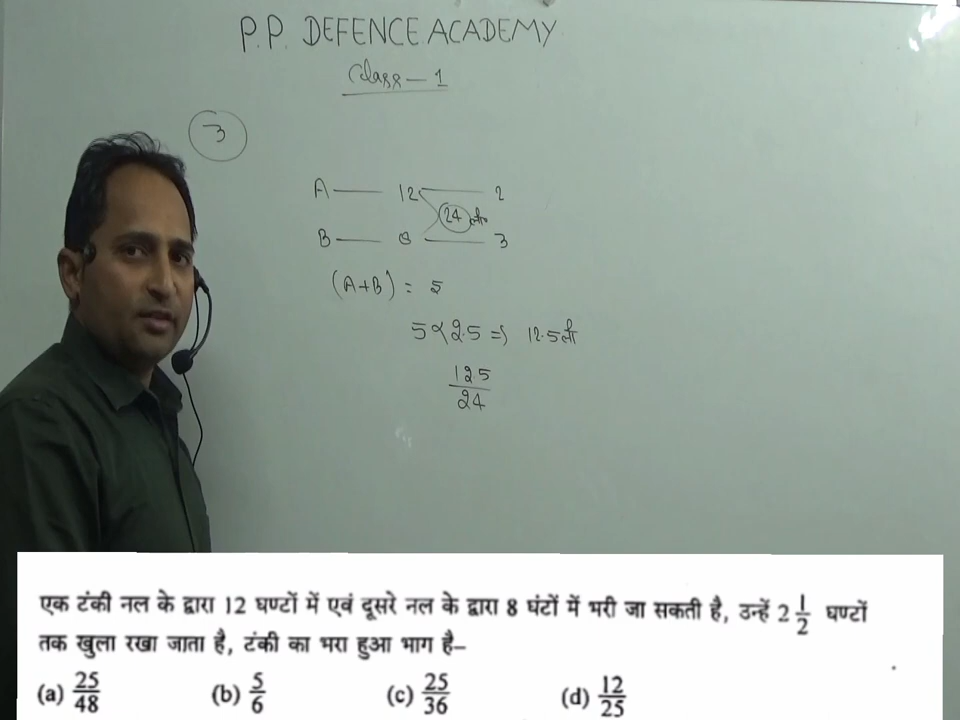 P.P. DEFENCE ACADEMY
Class - 1
3
A — 12 — 2
24 ली०
B — 8 — 3
(A+B) = 5
5×2.5 ⇒ 12.5 ली
125/24
एक टंकी नल के द्वारा 12 घण्टों में एवं दूसरे नल के द्वारा 8 घंटों में भरी जा सकती है, उन्हें 2 1/2 घण्टों
तक खुला रखा जाता है, टंकी का भरा हुआ भाग है–
(a) 25/48 (b) 5/6 (c) 25/36 (d) 12/25